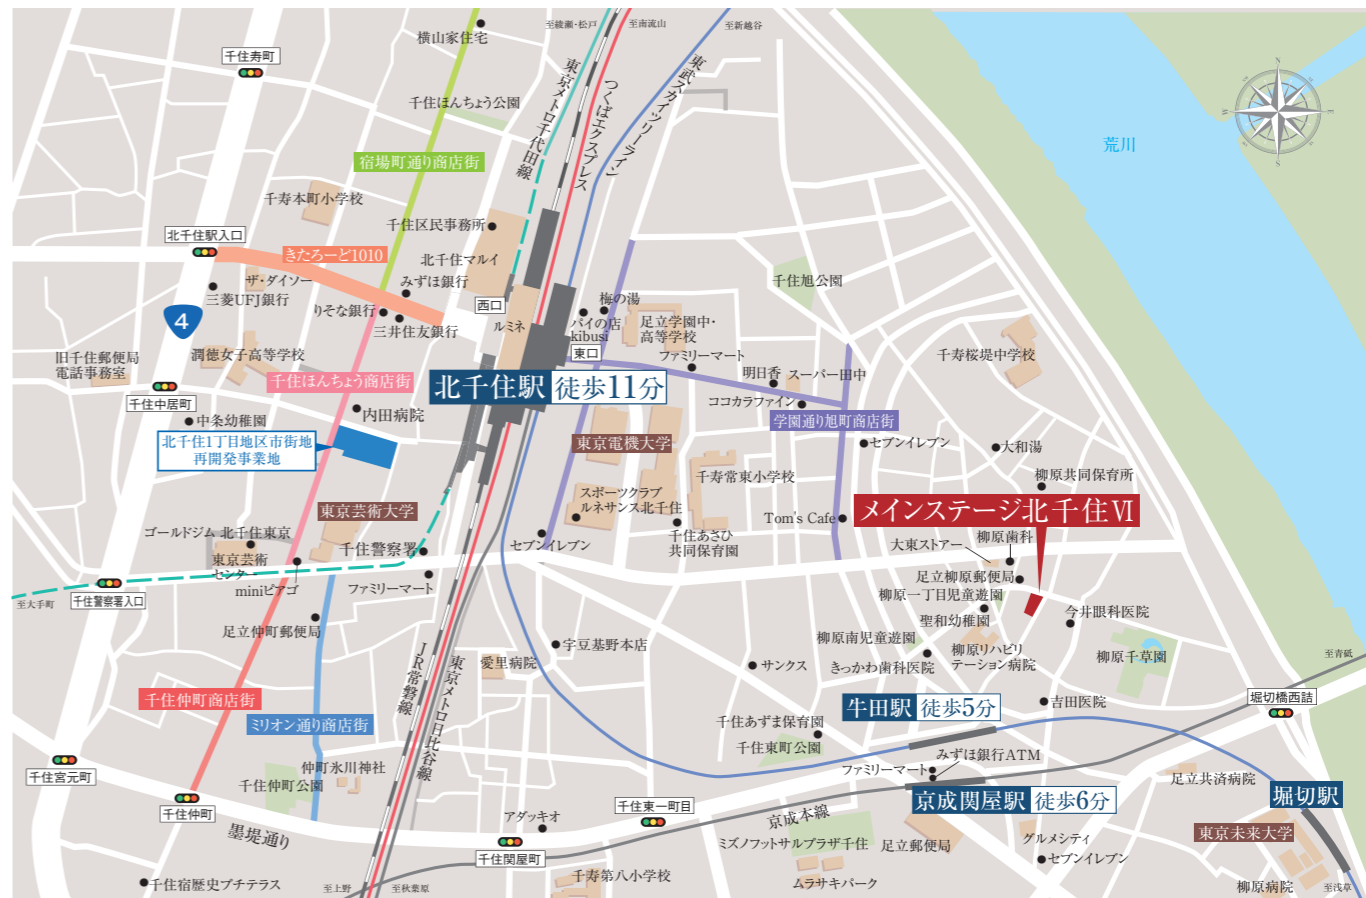 至綾瀬・松戸
至南流山
至新越谷
横山家住宅
千住寿町
東京メトロ千代田線
つくばエクスプレス
東武スカイツリーライン
千住ほんちょう公園
荒川
N
E
S
W
宿場町通り商店街
千寿本町小学校
千住区民事務所
北千住駅入口
きたろーど1010
北千住マルイ
ザ・ダイソー
みずほ銀行
三菱UFJ銀行
りそな銀行
三井住友銀行
西口
ルミネ
梅の湯
パイの店
kibusi
東口
足立学園中・
高等学校
千住旭公園
4
旧千住郵便局
電話事務室
潤徳女子高等学校
ファミリーマート
明日香
スーパー田中
千寿桜堤中学校
千住ほんちょう商店街
北千住駅 徒歩11分
千住中居町
中条幼稚園
内田病院
ココカラファイン
学園通り旭町商店街
北千住1丁目地区市街地
再開発事業地
東京電機大学
セブンイレブン
大和湯
千寿常東小学校
柳原共同保育所
東京芸術大学
スポーツクラブ
ルネサンス北千住
Tom's Cafe
メインステージ北千住Ⅵ
ゴールドジム 北千住東京
千住警察署
セブンイレブン
千住あさひ
共同保育園
大東ストアー
柳原歯科
東京芸術
センター
miniピアゴ
ファミリーマート
足立柳原郵便局
柳原一丁目児童遊園
至大手町
千住警察署入口
足立仲町郵便局
聖和幼稚園
今井眼科医院
宇豆基野本店
柳原南児童遊園
柳原リハビリ
テーション病院
柳原千草園
愛里病院
サンクス
きっかわ歯科医院
至青砥
JR常磐線
東京メトロ日比谷線
千住仲町商店街
ミリオン通り商店街
牛田駅 徒歩5分
吉田医院
堀切橋西詰
千住あずま保育園
千住東町公園
みずほ銀行ATM
ファミリーマート
仲町氷川神社
千住宮元町
千住仲町公園
足立共済病院
京成関屋駅 徒歩6分
堀切駅
千住仲町
千住東一町目
墨堤通り
アダッキオ
京成本線
東京未来大学
千住関屋町
ミズノフットサルプラザ千住
足立郵便局
グルメシティ
セブンイレブン
千住宿歴史プチテラス
至上野
至秋葉原
千寿第八小学校
ムラサキパーク
柳原病院
至浅草